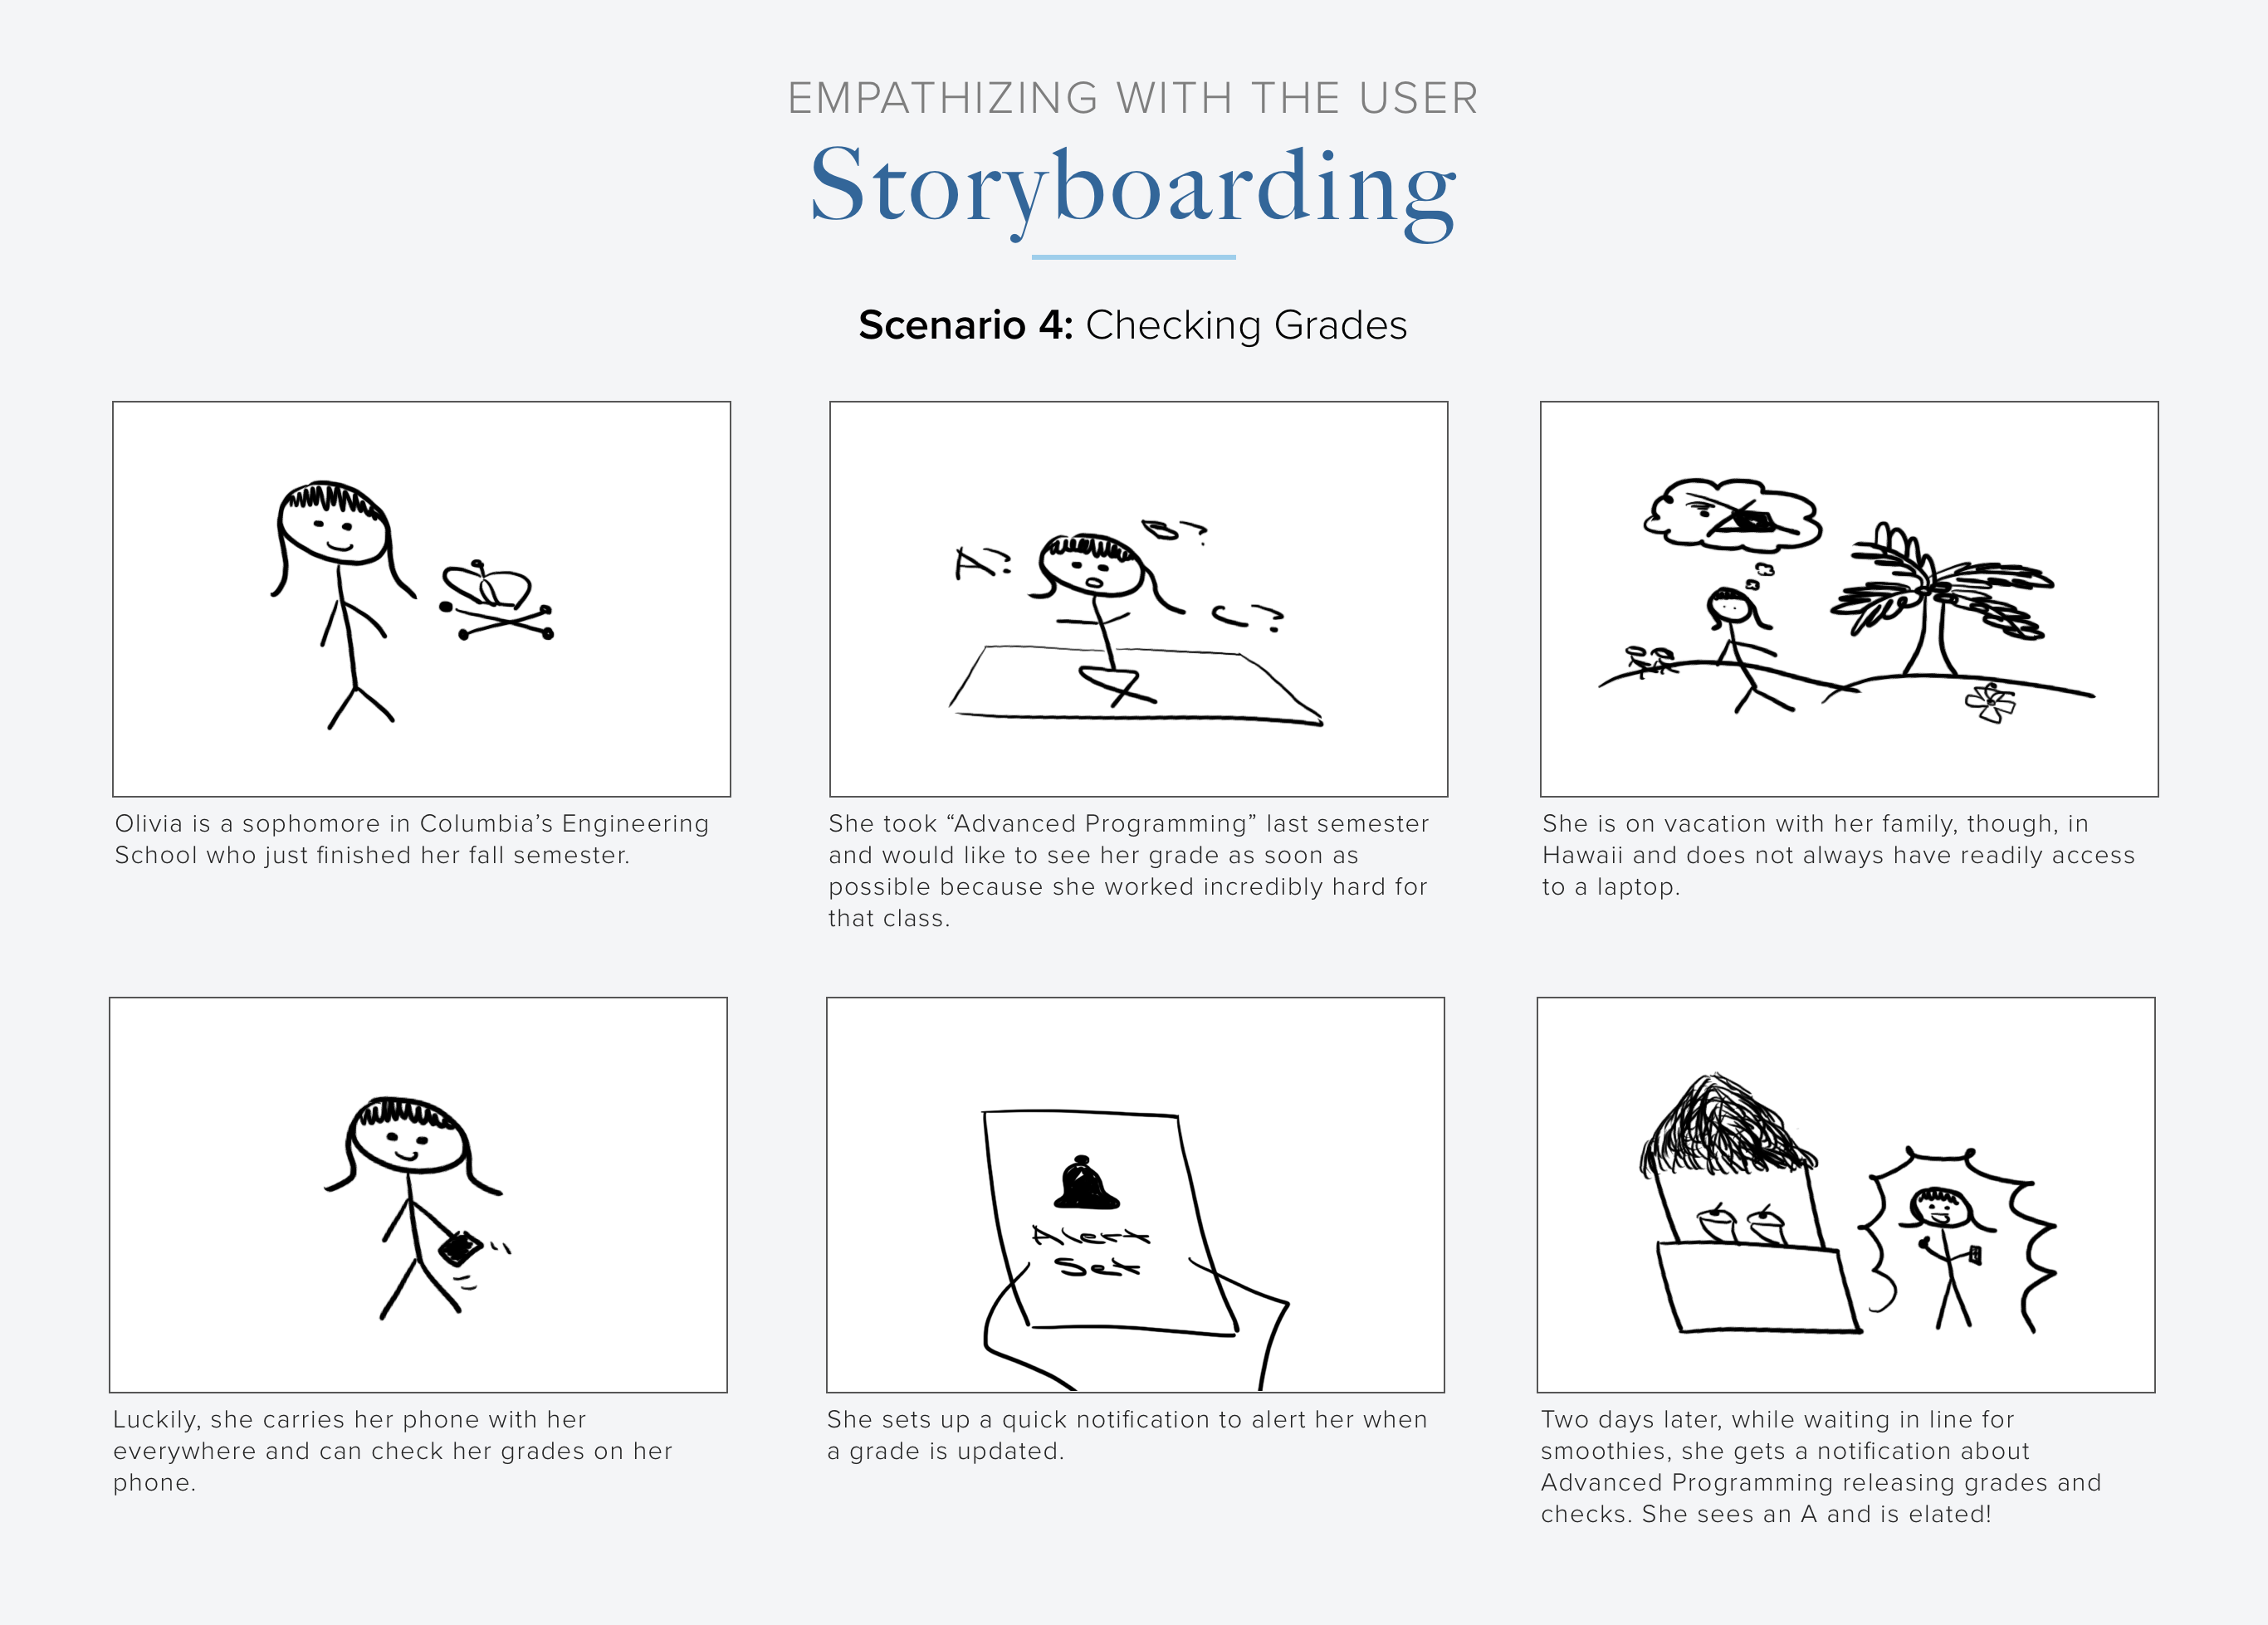 EMPATHIZING WITH THE USER
Storyboarding
Scenario 4: Checking Grades
A?
B?
C?
Olivia is a sophomore in Columbia’s Engineering
School who just finished her fall semester.
She took “Advanced Programming” last semester
and would like to see her grade as soon as
possible because she worked incredibly hard for
that class.
She is on vacation with her family, though, in
Hawaii and does not always have readily access
to a laptop.
Alert
Set
Luckily, she carries her phone with her
everywhere and can check her grades on her
phone.
She sets up a quick notification to alert her when
a grade is updated.
Two days later, while waiting in line for
smoothies, she gets a notification about
Advanced Programming releasing grades and
checks. She sees an A and is elated!